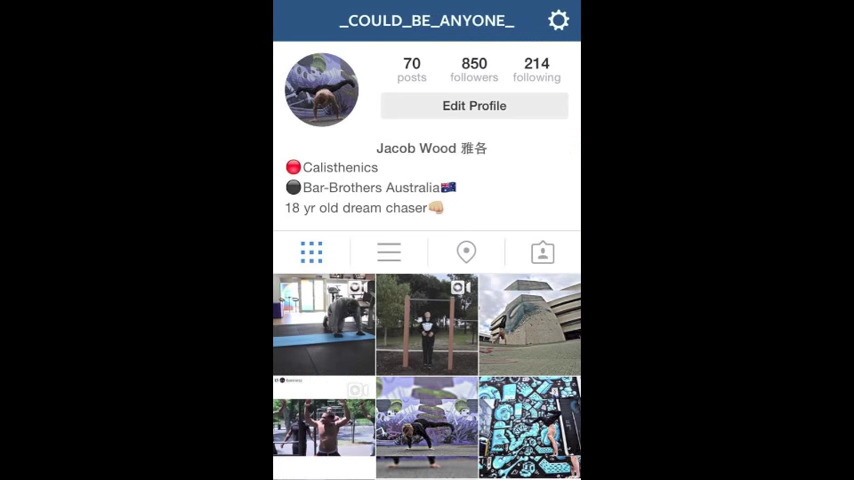 _COULD_BE_ANYONE_
70 850 214
posts followers following
Edit Profile
Jacob Wood 雅各
Calisthenics
Bar-Brothers Australia
18 yr old dream chaser